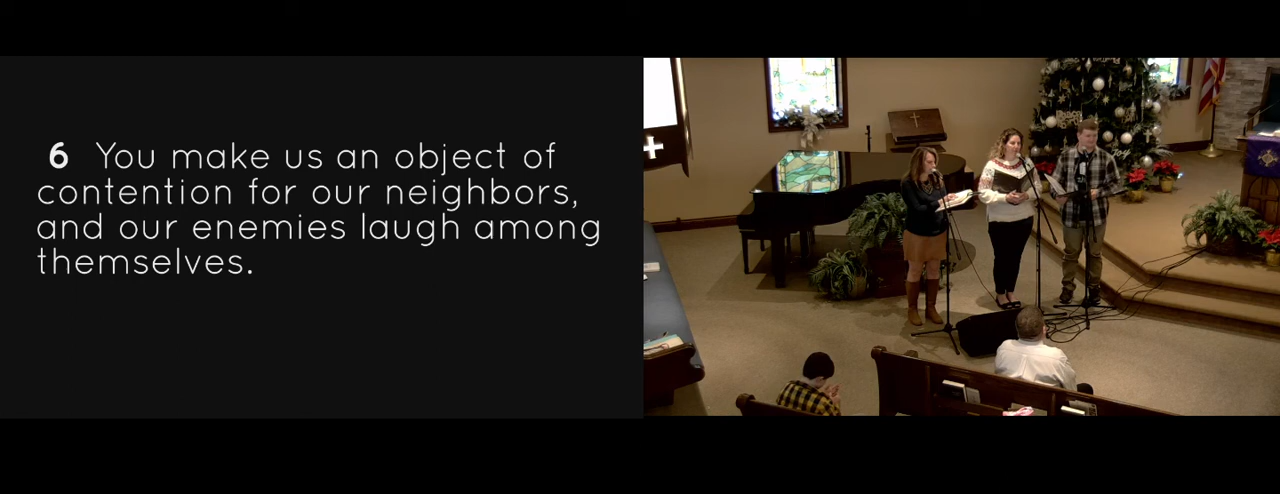 6 You make us an object of
contention for our neighbors,
and our enemies laugh among
themselves.